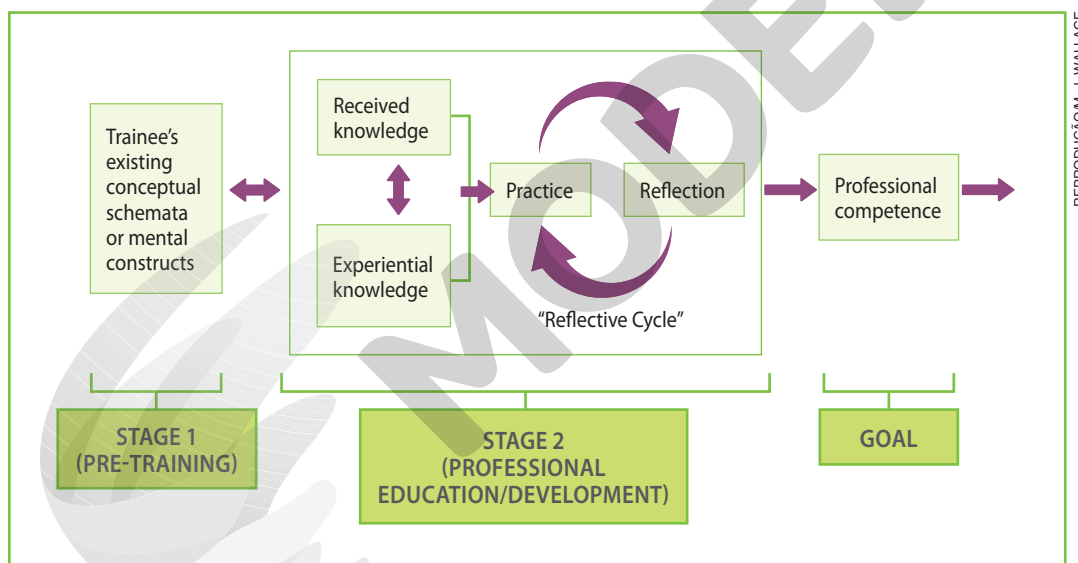 Trainee's
existing
conceptual
schemata
or mental
constructs
Received
knowledge
Experiential
knowledge
Practice
Reflection
"Reflective Cycle"
Professional
competence
STAGE 1
(PRE-TRAINING)
STAGE 2
(PROFESSIONAL
EDUCATION/DEVELOPMENT)
GOAL